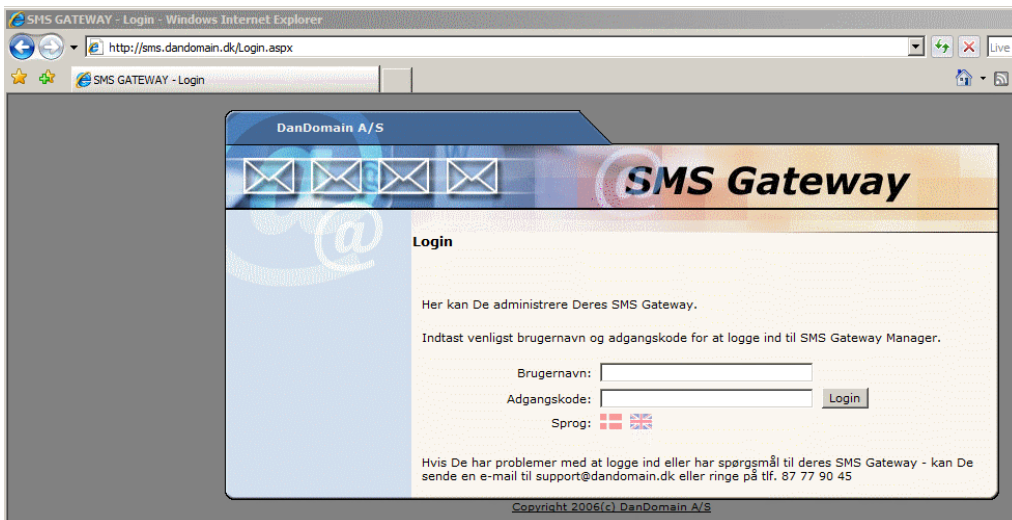 SMS GATEWAY - Login - Windows Internet Explorer
http://sms.dandomain.dk/Login.aspx
Live
SMS GATEWAY - Login
DanDomain A/S
SMS Gateway
Login
Her kan De administrere Deres SMS Gateway.
Indtast venligst brugernavn og adgangskode for at logge ind til SMS Gateway Manager.
Brugernavn:
Adgangskode:
Login
Sprog:
Hvis De har problemer med at logge ind eller har spørgsmål til deres SMS Gateway - kan De
sende en e-mail til support@dandomain.dk eller ringe på tlf. 87 77 90 45
Copyright 2006(c) DanDomain A/S